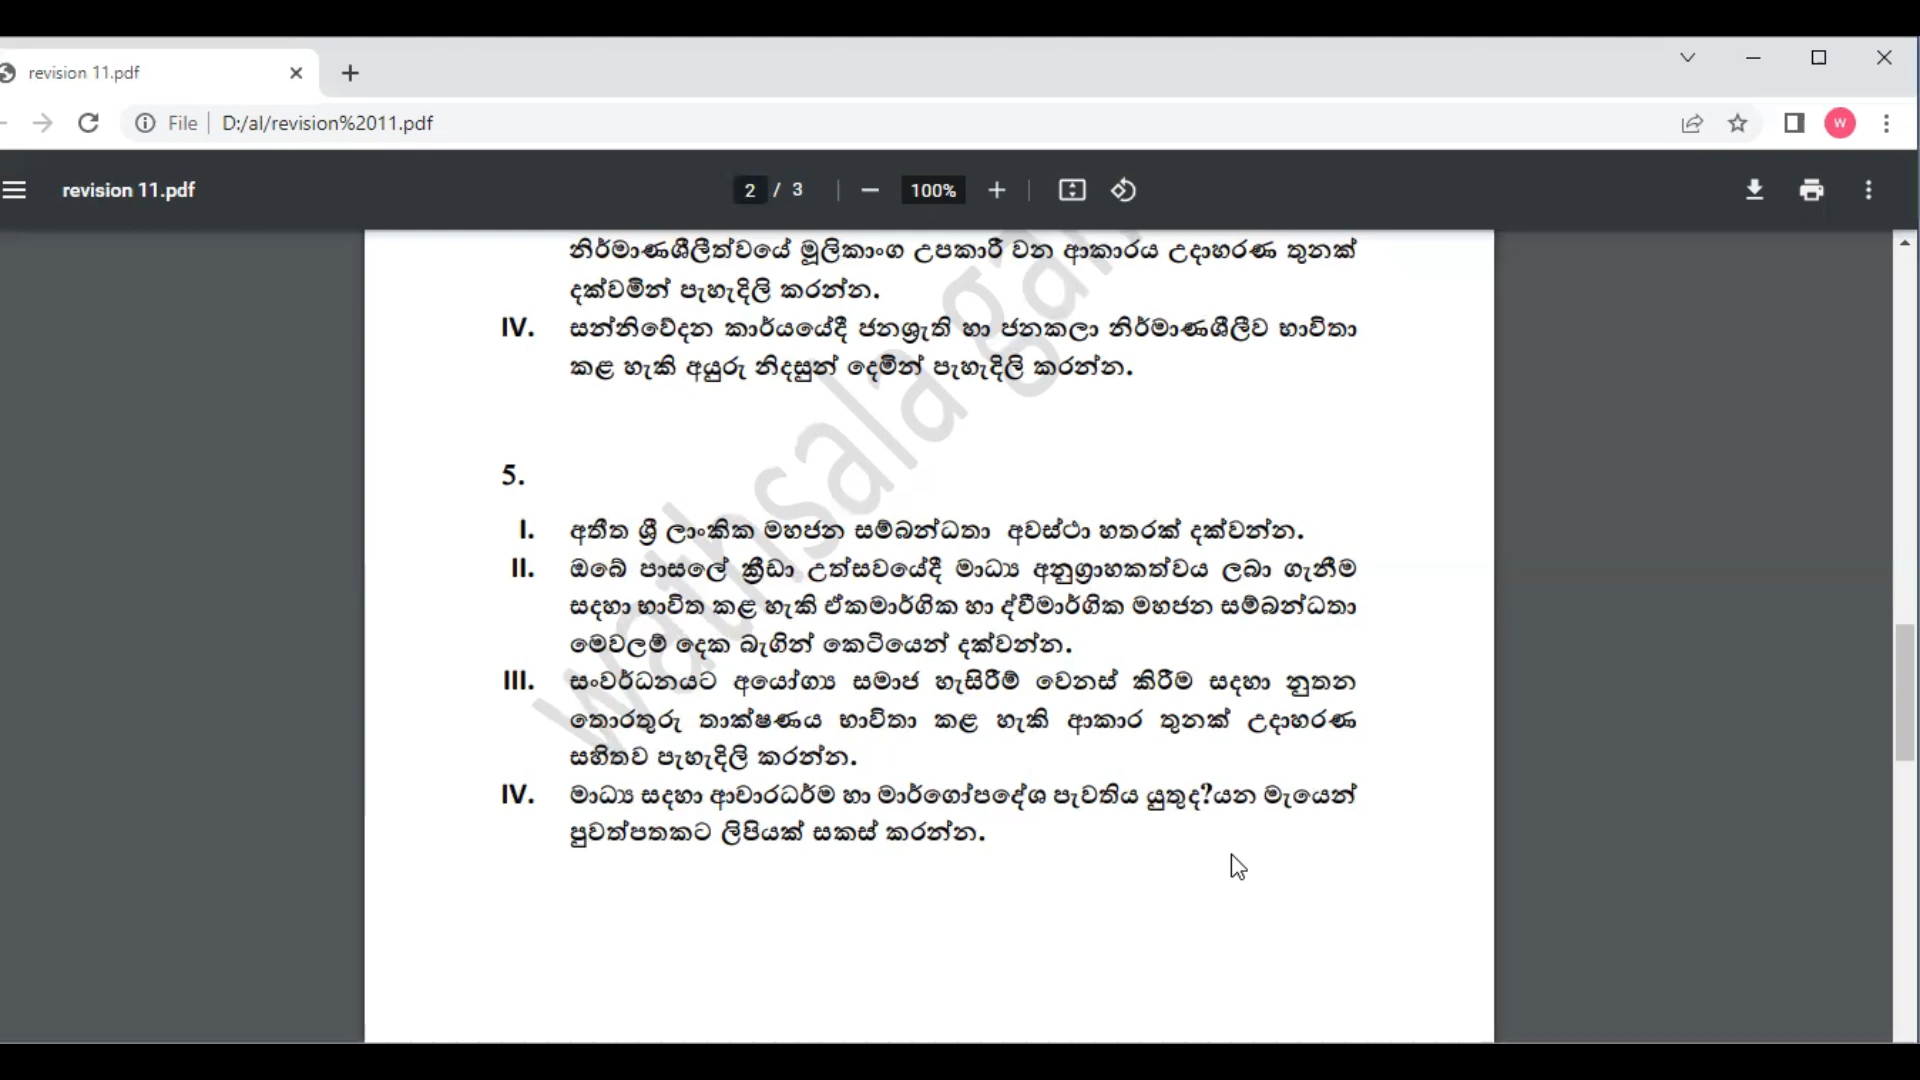 revision 11.pdf
File D:/al/revision%2011.pdf W
revision 11.pdf 2 / 3 100%
නිර්මාණශීලීත්වයේ මූලිකාංග උපකාරී වන ආකාරය උදාහරණ තුනක්
දක්වමින් පැහැදිලි කරන්න.
IV. සන්නිවේදන කාර්යයේදී ජනශ්‍රැති හා ජනකලා නිර්මාණශීලීව භාවිතා
කළ හැකි අයුරු නිදසුන් දෙමින් පැහැදිලි කරන්න.
5.
I. අතීත ශ්‍රී ලාංකික මහජන සම්බන්ධතා අවස්ථා හතරක් දක්වන්න.
II. ඔබේ පාසලේ ක්‍රීඩා උත්සවයේදී මාධ්‍ය අනුග්‍රාහකත්වය ලබා ගැනීම
සඳහා භාවිත කළ හැකි ඒකමාර්ගික හා ද්වීමාර්ගික මහජන සම්බන්ධතා
මෙවලම් දෙක බැගින් කෙටියෙන් දක්වන්න.
III. සංවර්ධනයට අයෝග්‍ය සමාජ හැසිරීම් වෙනස් කිරීම සදහා නුතන
තොරතුරු තාක්ෂණය භාවිතා කළ හැකි ආකාර තුනක් උදාහරණ
සහිතව පැහැදිලි කරන්න.
IV. මාධ්‍ය සදහා ආචාරධර්ම හා මාර්ගෝපදේශ පැවතිය යුතුද?යන මැයෙන්
පුවත්පතකට ලිපියක් සකස් කරන්න.
wathsala